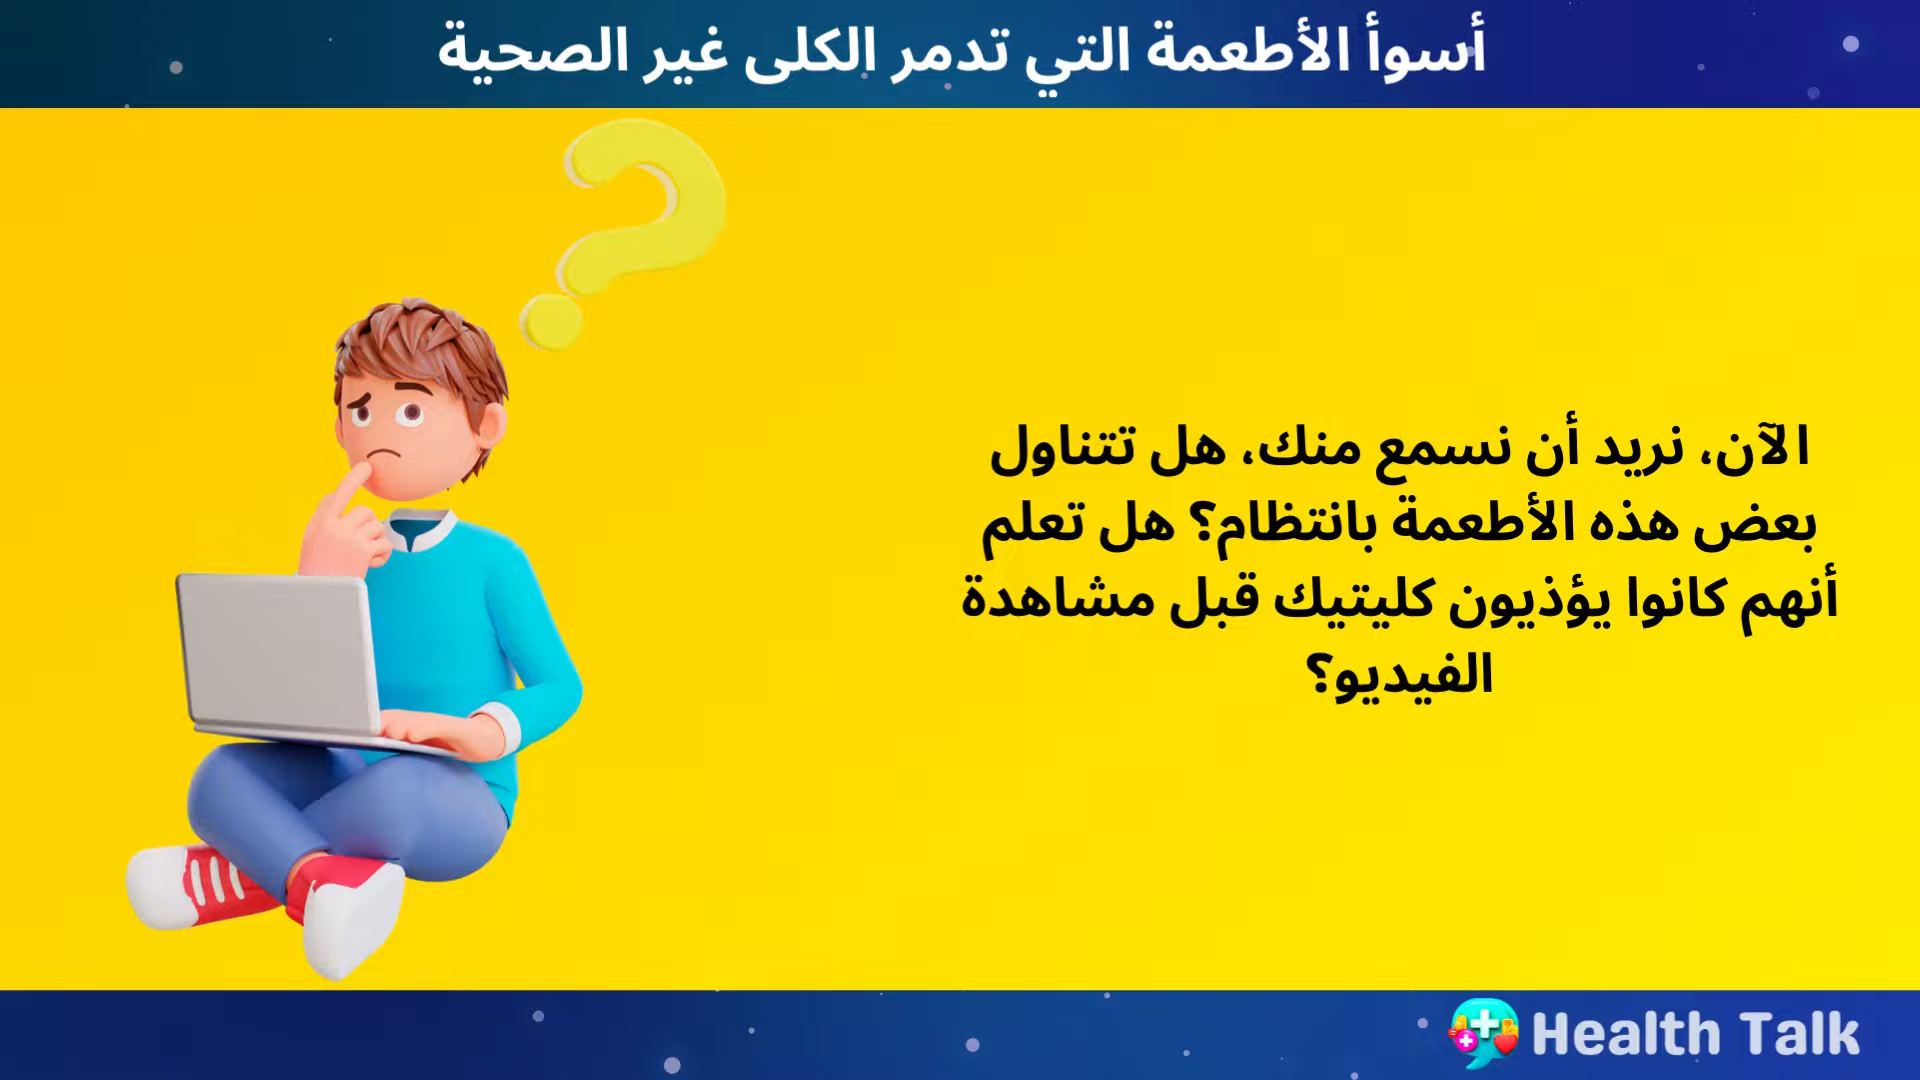 أسوأ الأطعمة التي تدمر الكلى غير الصحية
الآن، نريد أن نسمع منك، هل تتناول
بعض هذه الأطعمة بانتظام؟ هل تعلم
أنهم كانوا يؤذيون كليتيك قبل مشاهدة
الفيديو؟
Health Talk